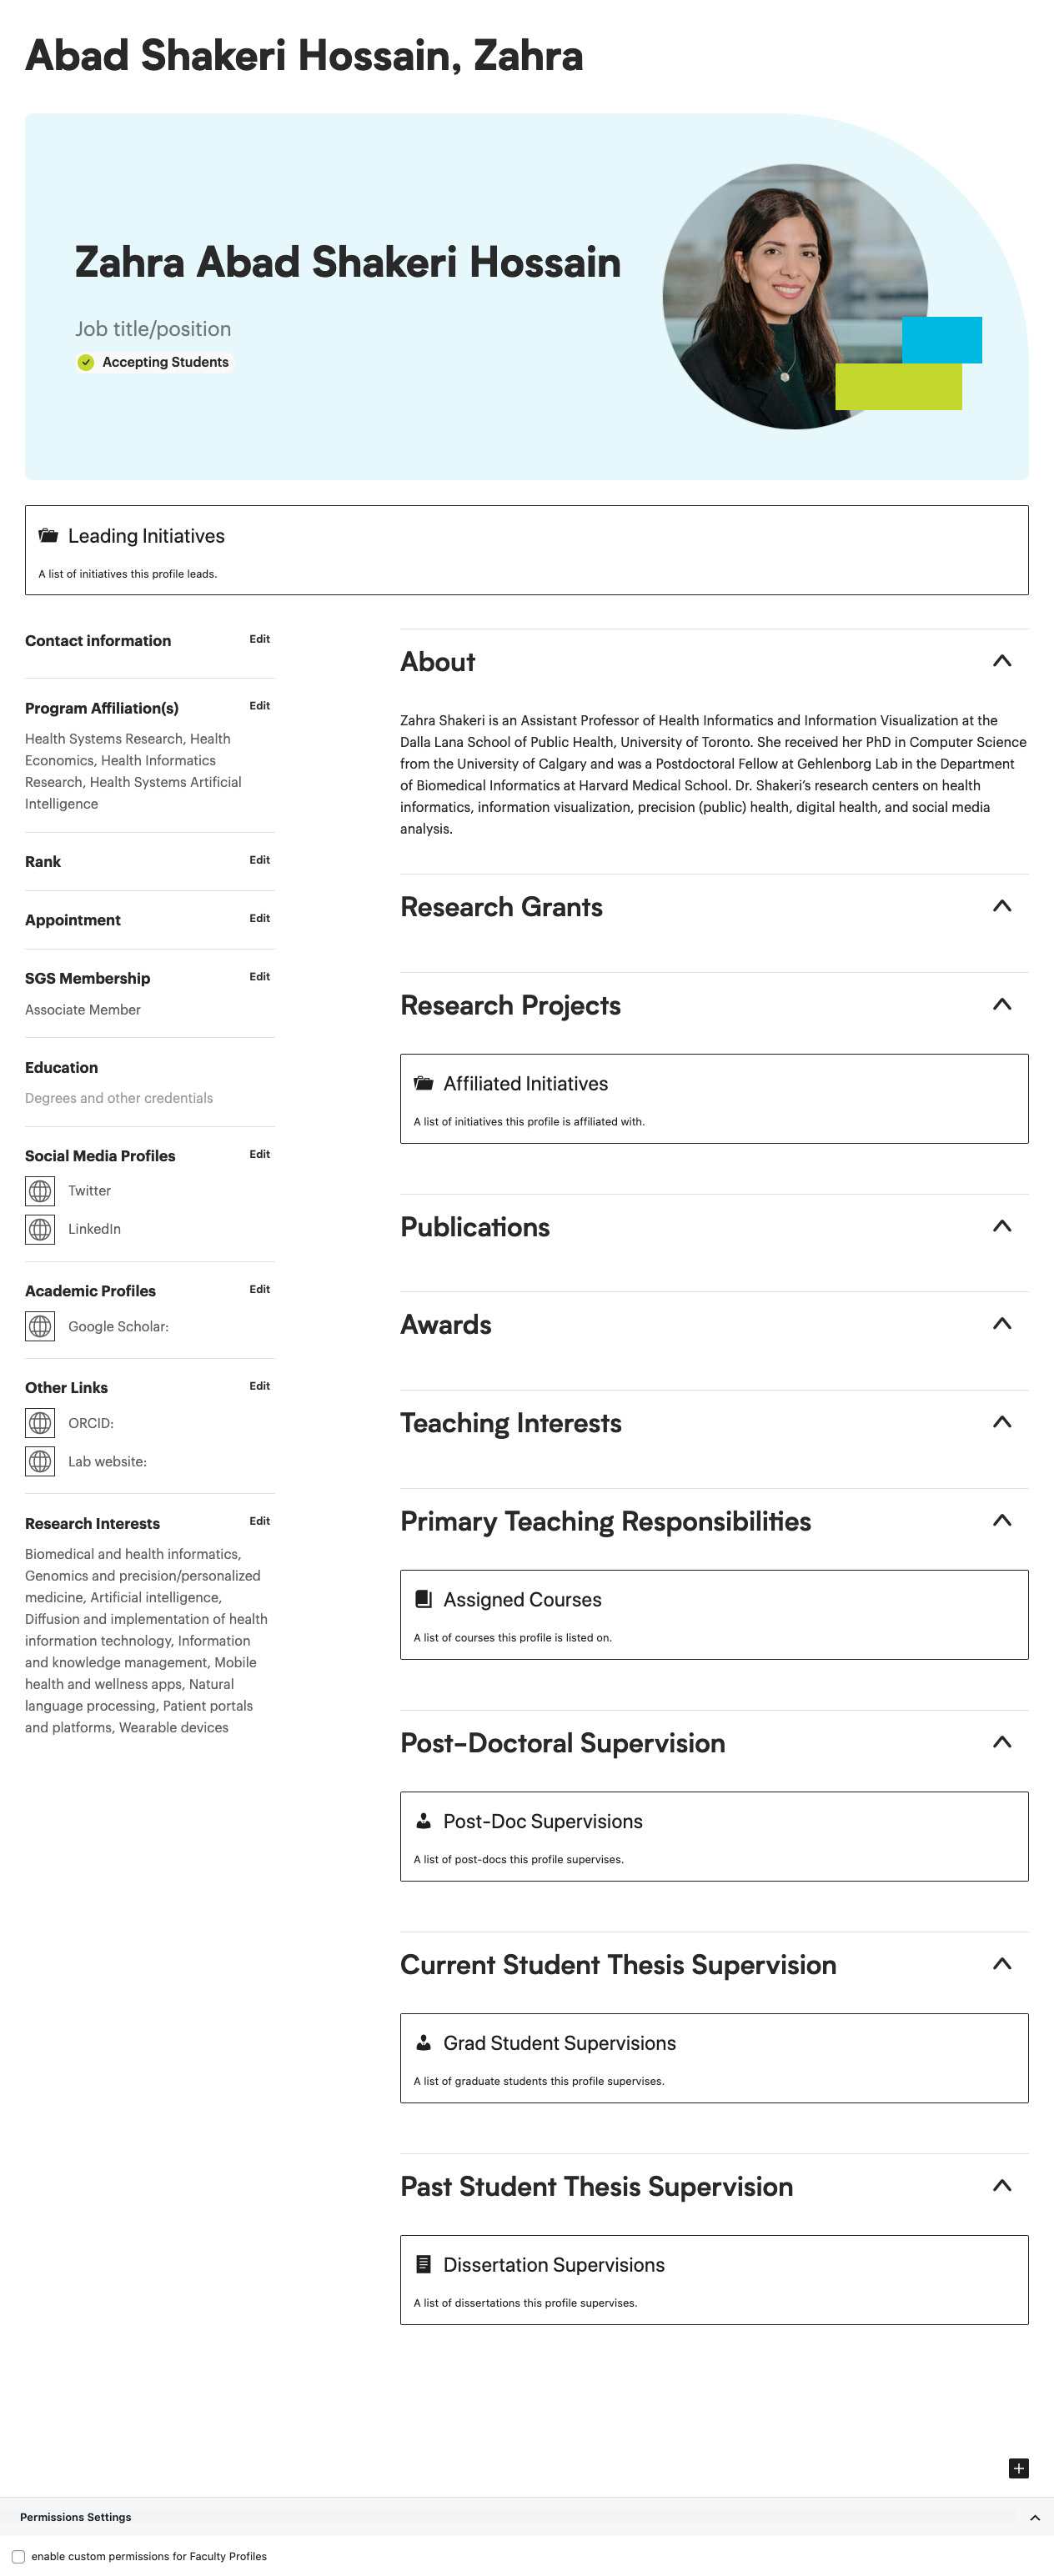 Abad Shakeri Hossain, Zahra
Zahra Abad Shakeri Hossain
Job title/position
Accepting Students
Leading Initiatives
A list of initiatives this profile leads.
Contact information
Edit
Program Affiliation(s)
Edit
Health Systems Research, Health
Economics, Health Informatics
Research, Health Systems Artificial
Intelligence
Rank
Edit
Appointment
Edit
SGS Membership
Edit
Associate Member
Education
Degrees and other credentials
Social Media Profiles
Edit
Twitter
LinkedIn
Academic Profiles
Edit
Google Scholar:
Other Links
Edit
ORCID:
Lab website:
Research Interests
Edit
Biomedical and health informatics,
Genomics and precision/personalized
medicine, Artificial intelligence,
Diffusion and implementation of health
information technology, Information
and knowledge management, Mobile
health and wellness apps, Natural
language processing, Patient portals
and platforms, Wearable devices
About
Zahra Shakeri is an Assistant Professor of Health Informatics and Information Visualization at the
Dalla Lana School of Public Health, University of Toronto. She received her PhD in Computer Science
from the University of Calgary and was a Postdoctoral Fellow at Gehlenborg Lab in the Department
of Biomedical Informatics at Harvard Medical School. Dr. Shakeri’s research centers on health
informatics, information visualization, precision (public) health, digital health, and social media
analysis.
Research Grants
Research Projects
Affiliated Initiatives
A list of initiatives this profile is affiliated with.
Publications
Awards
Teaching Interests
Primary Teaching Responsibilities
Assigned Courses
A list of courses this profile is listed on.
Post-Doctoral Supervision
Post-Doc Supervisions
A list of post-docs this profile supervises.
Current Student Thesis Supervision
Grad Student Supervisions
A list of graduate students this profile supervises.
Past Student Thesis Supervision
Dissertation Supervisions
A list of dissertations this profile supervises.
Permissions Settings
enable custom permissions for Faculty Profiles